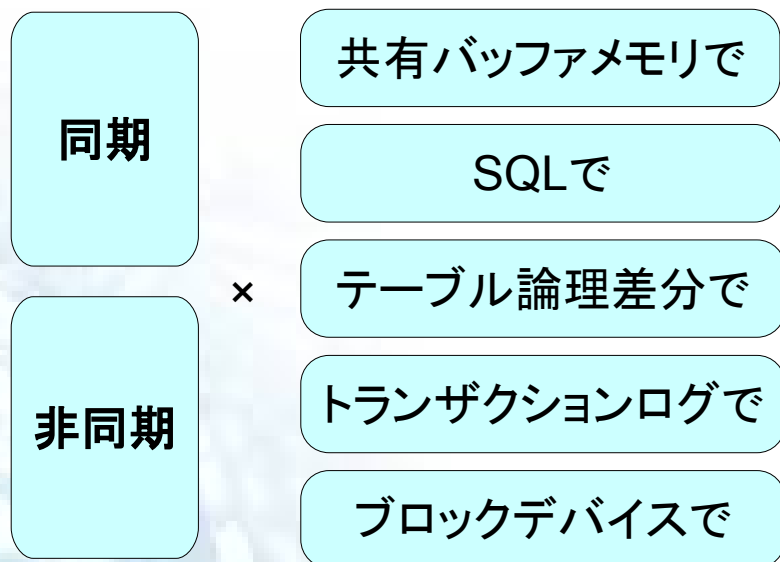 同期
非同期
×
共有バッファメモリで
SQLで
テーブル論理差分で
トランザクションログで
ブロックデバイスで